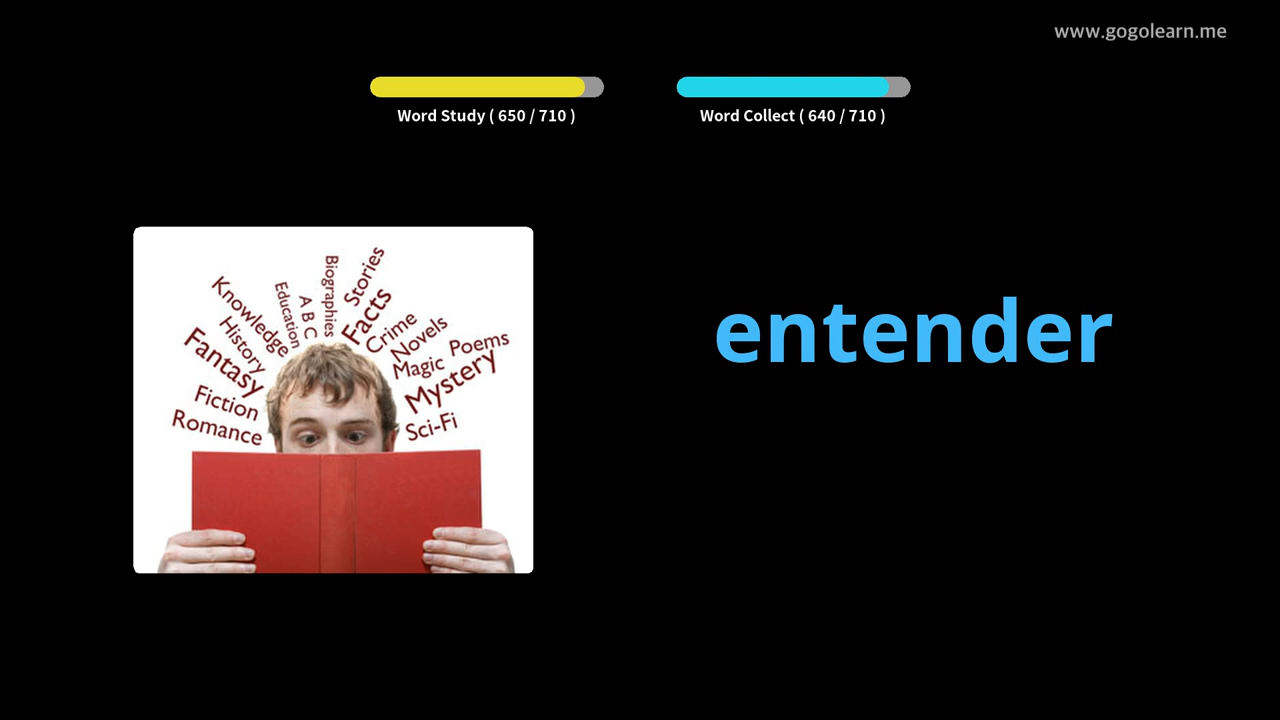 www.gogolearn.me
Word Study ( 650 / 710 )
Word Collect ( 640 / 710 )
Biographies
Stories
Education
A B C
Facts
Knowledge
Crime
History
Novels
Fantasy
Magic
Poems
Mystery
Fiction
Romance
Sci-Fi
entender